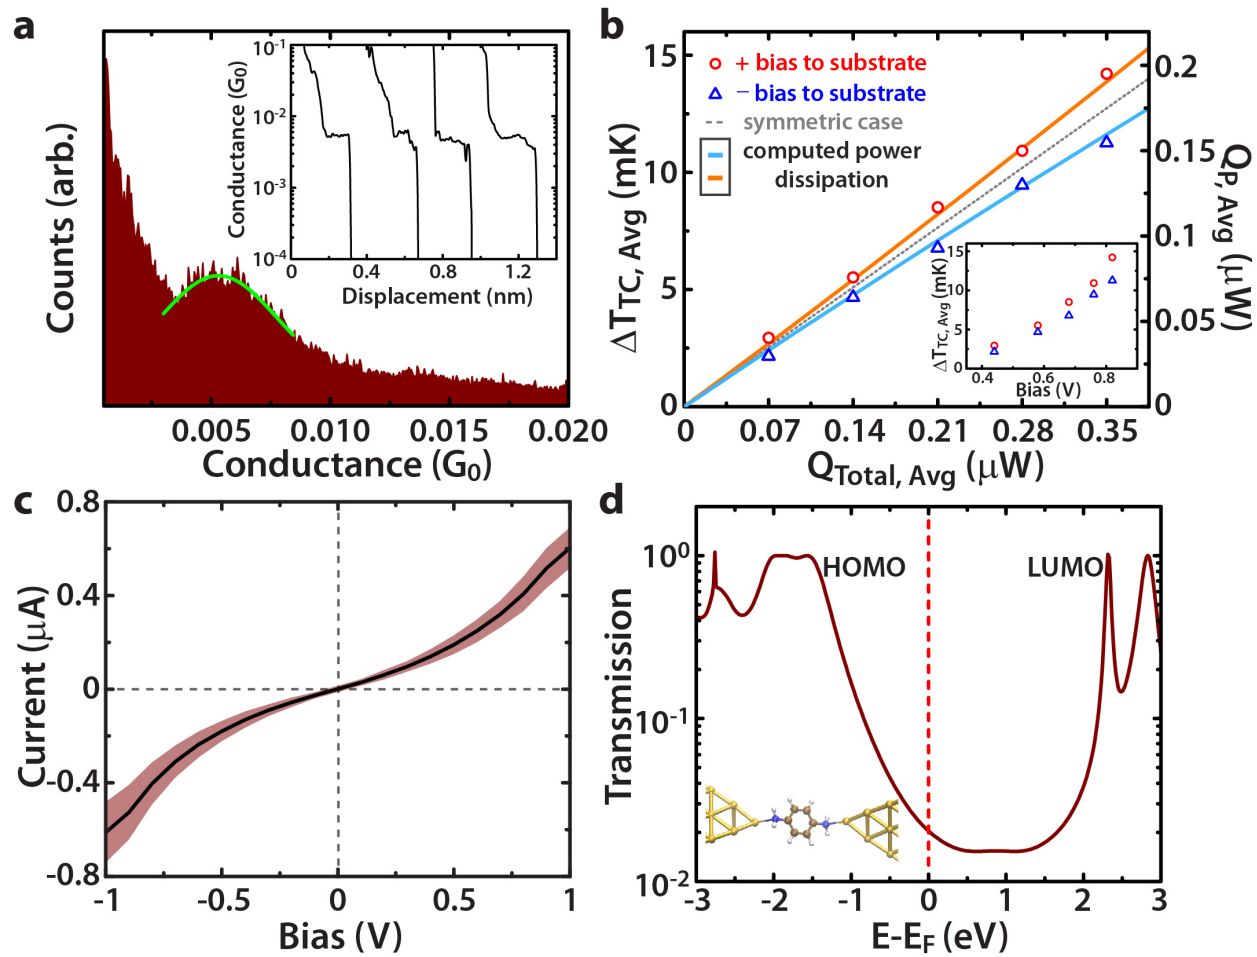 a
Counts (arb.)
Conductance (G₀)
0.005
0.010
0.015
0.020
Conductance (G₀)
10⁻¹
10⁻²
10⁻³
10⁻⁴
0
0.4
0.8
1.2
Displacement (nm)
b
ΔT_TC, Avg (mK)
15
10
5
0
+ bias to substrate
− bias to substrate
symmetric case
computed power
dissipation
0.2
0.15
0.1
0.05
0
Q_P, Avg (μW)
0
0.07
0.14
0.21
0.28
0.35
Q_Total, Avg (μW)
ΔT_TC, Avg (mK)
15
10
5
0
0.4
0.6
0.8
Bias (V)
c
Current (μA)
0.8
0.4
0
-0.4
-0.8
-1
-0.5
0
0.5
1
Bias (V)
d
Transmission
10⁰
10⁻¹
10⁻²
HOMO
LUMO
-3
-2
-1
0
1
2
3
E-E_F (eV)